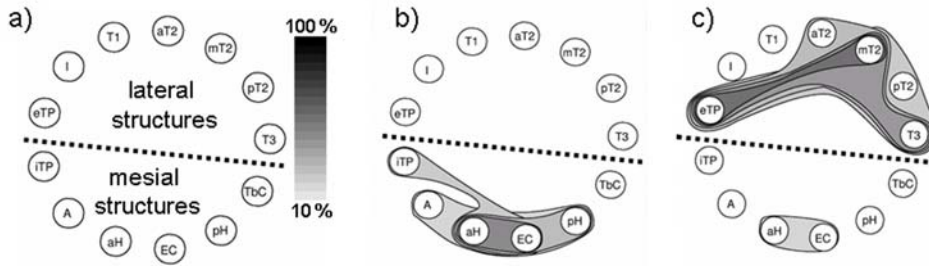 a)
T1
aT2
mT2
I
pT2
eTP
lateral
structures
T3
iTP
mesial
structures
TbC
A
aH
EC
pH
100 %
10 %
b)
T1
aT2
mT2
I
pT2
eTP
T3
iTP
TbC
A
aH
EC
pH
c)
T1
aT2
mT2
I
pT2
eTP
T3
iTP
TbC
A
aH
EC
pH